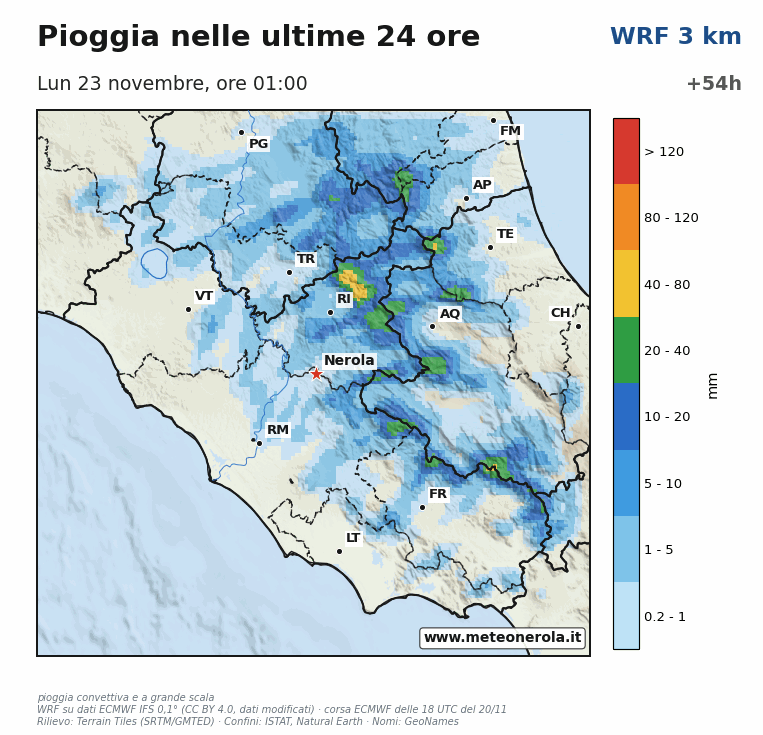 Pioggia nelle ultime 24 ore
WRF 3 km
Lun 23 novembre, ore 01:00
+54h
FM
PG
AP
TE
TR
VT
RI
AQ
CH
Nerola
RM
FR
LT
www.meteonerola.it
> 120
80 - 120
40 - 80
20 - 40
10 - 20
5 - 10
1 - 5
0.2 - 1
mm
pioggia convettiva e a grande scala
WRF su dati ECMWF IFS 0,1° (CC BY 4.0, dati modificati) · corsa ECMWF delle 18 UTC del 20/11
Rilievo: Terrain Tiles (SRTM/GMTED) · Confini: ISTAT, Natural Earth · Nomi: GeoNames